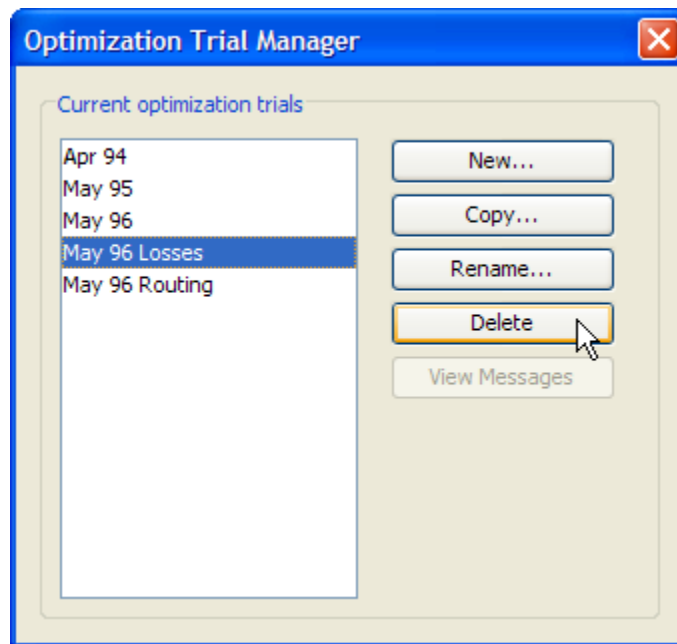 Optimization Trial Manager
Current optimization trials
Apr 94
May 95
May 96
May 96 Losses
May 96 Routing
New...
Copy...
Rename...
Delete
View Messages